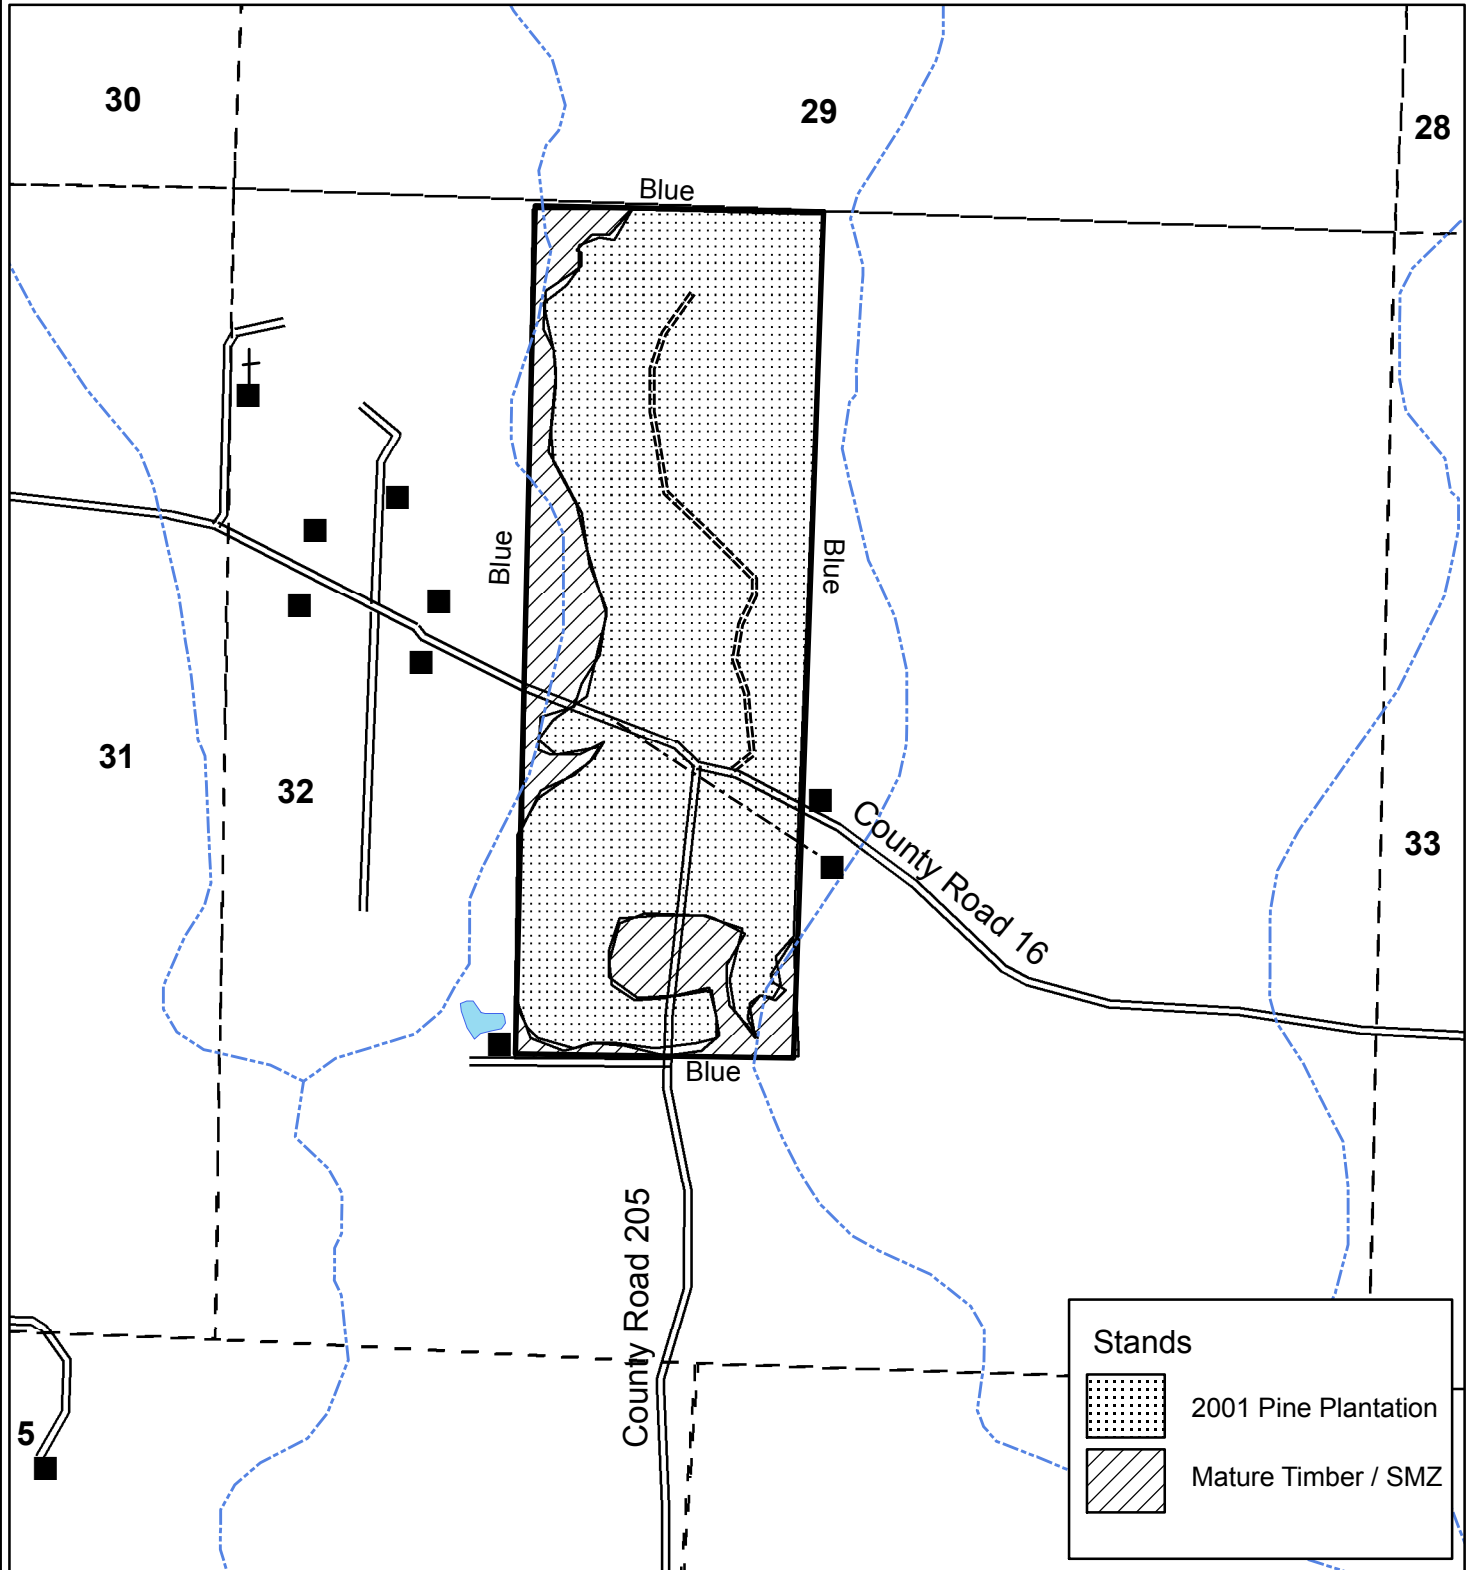 30
29
28
Blue
Blue
Blue
31
32
County Road 16
33
Blue
County Road 205
Stands
2001 Pine Plantation
5
Mature Timber / SMZ